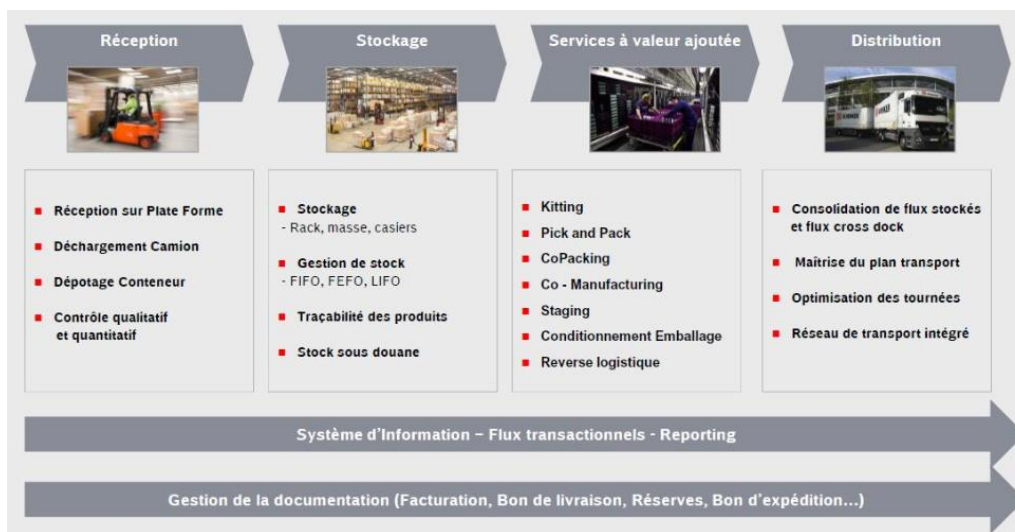 Réception
Stockage
Services à valeur ajoutée
Distribution
Réception sur Plate Forme
Déchargement Camion
Dépotage Conteneur
Contrôle qualitatif
et quantitatif
Stockage
- Rack, masse, casiers
Gestion de stock
- FIFO, FEFO, LIFO
Traçabilité des produits
Stock sous douane
Kitting
Pick and Pack
CoPacking
Co - Manufacturing
Staging
Conditionnement Emballage
Reverse logistique
Consolidation de flux stockés
et flux cross dock
Maîtrise du plan transport
Optimisation des tournées
Réseau de transport intégré
Système d'Information – Flux transactionnels - Reporting
Gestion de la documentation (Facturation, Bon de livraison, Réserves, Bon d'expédition...)